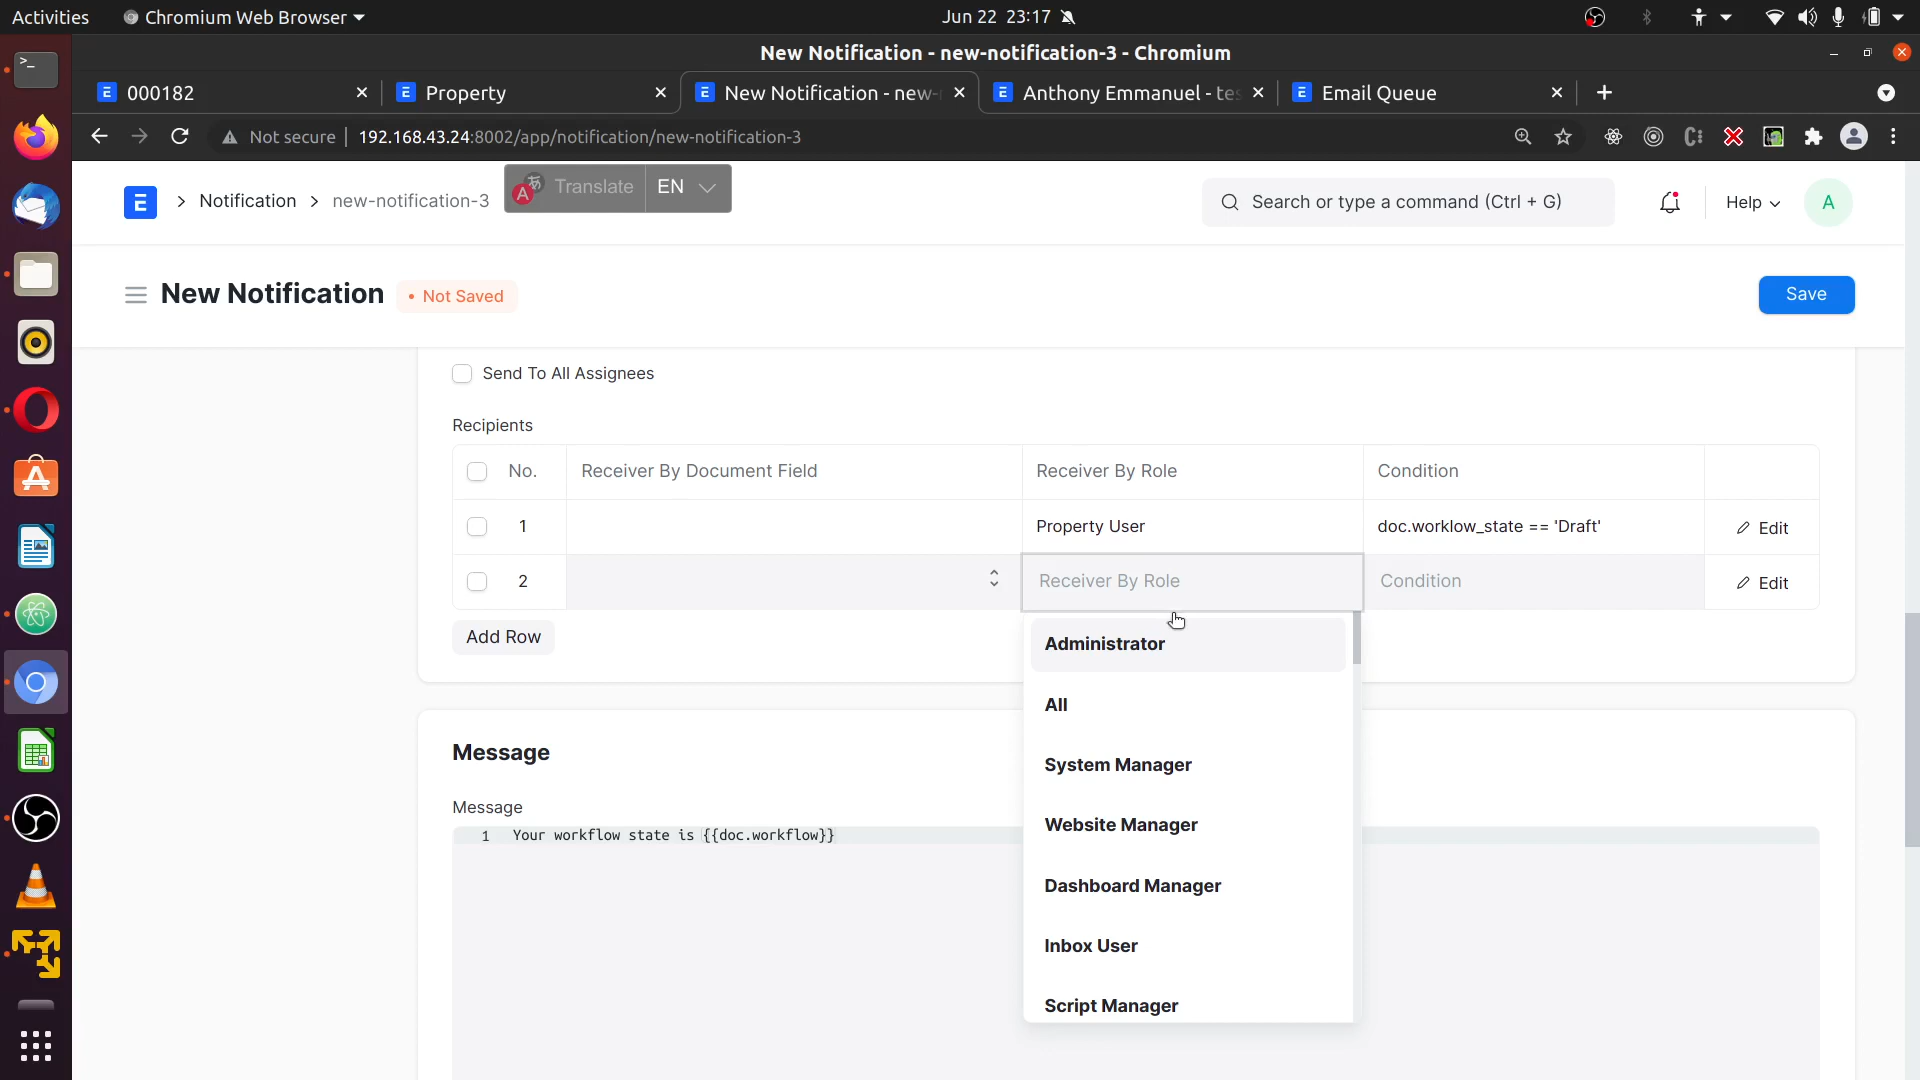 Activities
Chromium Web Browser
Jun 22 23:17
New Notification - new-notification-3 - Chromium
000182
Property
New Notification - new-
Anthony Emmanuel - tes
Email Queue
Not secure
192.168.43.24:8002/app/notification/new-notification-3
E
Notification
new-notification-3
Translate
EN
Search or type a command (Ctrl + G)
Help
A
New Notification
• Not Saved
Save
Send To All Assignees
Recipients
No.
Receiver By Document Field
Receiver By Role
Condition
1
Property User
doc.worklow_state == 'Draft'
Edit
2
Receiver By Role
Condition
Edit
Add Row
Administrator
All
System Manager
Website Manager
Dashboard Manager
Inbox User
Script Manager
Message
Message
1 Your workflow state is {{doc.workflow}}